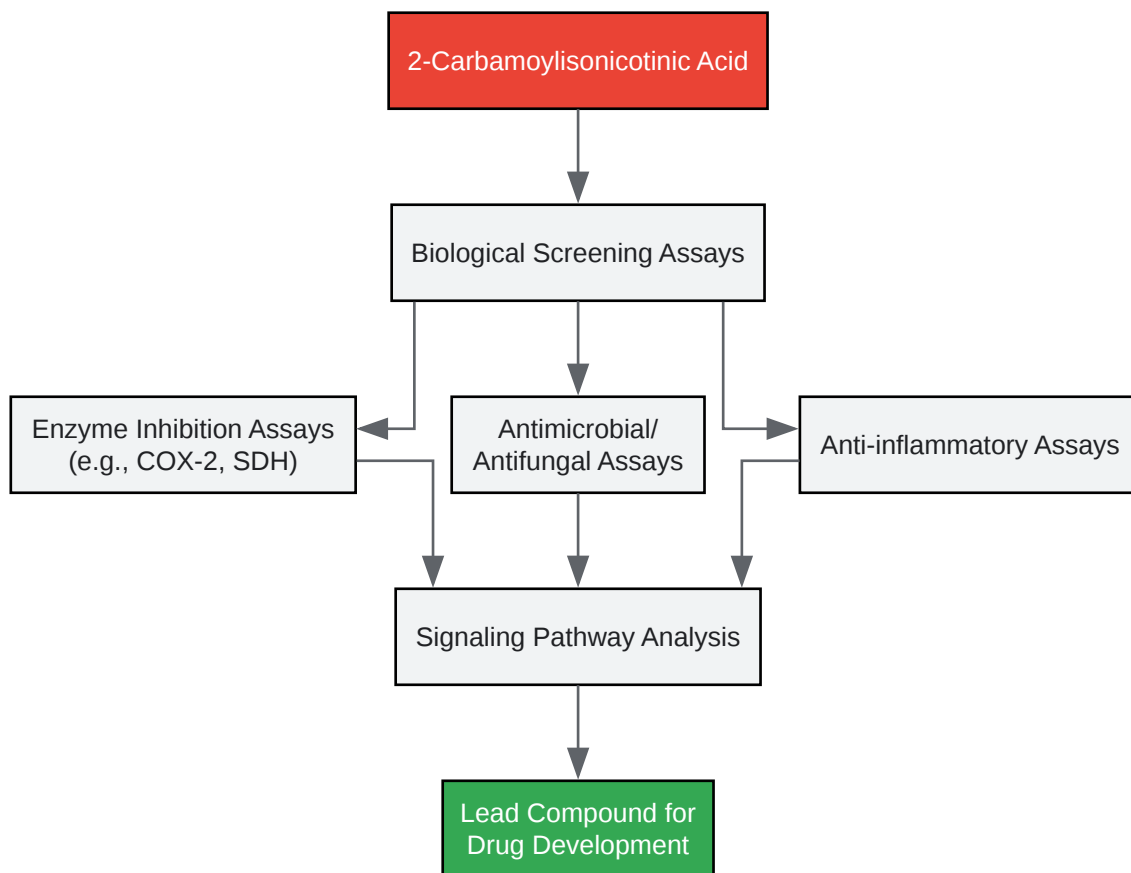 2-Carbamoylisonicotinic Acid
Biological Screening Assays
Enzyme Inhibition Assays
(e.g., COX-2, SDH)
Antimicrobial/
Antifungal Assays
Anti-inflammatory Assays
Signaling Pathway Analysis
Lead Compound for
Drug Development